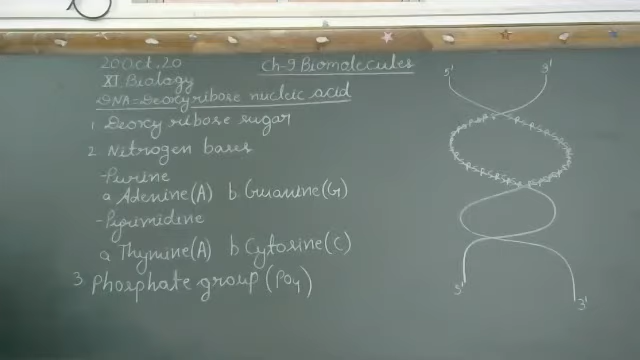 20 Oct. 20
Ch-9 Biomolecules
XI Biology
DNA = Deoxyribose nucleic acid
1. Deoxy ribose sugar
2. Nitrogen bases
- Purine
a Adenine (A) b Guanine (G)
- Pyrimidine
a Thymine (A) b Cytosine (C)
3. Phosphate group (PO4)
5' 3'
5' 3'